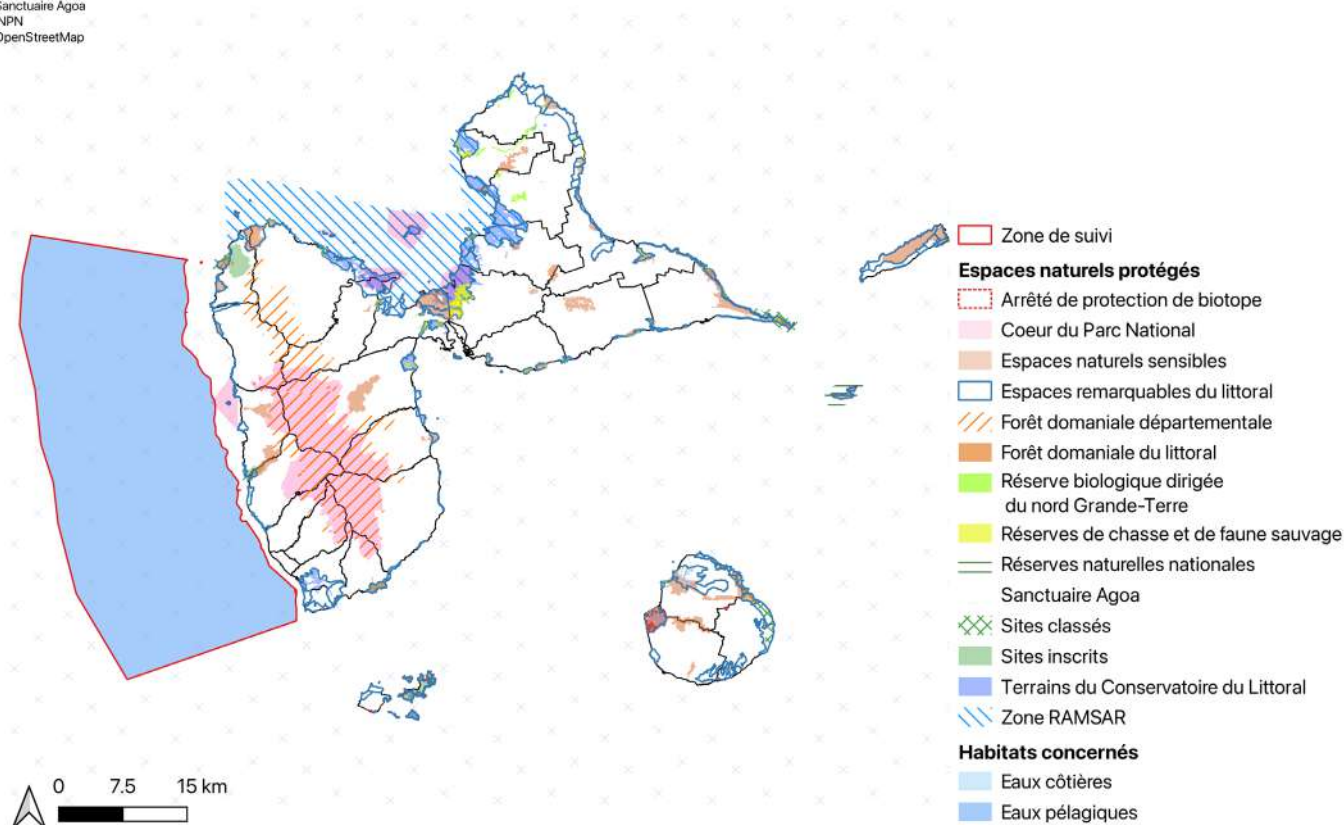 Sanctuaire Agoa
INPN
OpenStreetMap
Zone de suivi
Espaces naturels protégés
Arrêté de protection de biotope
Coeur du Parc National
Espaces naturels sensibles
Espaces remarquables du littoral
Forêt domaniale départementale
Forêt domaniale du littoral
Réserve biologique dirigée
du nord Grande-Terre
Réserves de chasse et de faune sauvage
Réserves naturelles nationales
Sanctuaire Agoa
Sites classés
Sites inscrits
Terrains du Conservatoire du Littoral
Zone RAMSAR
Habitats concernés
Eaux côtières
Eaux pélagiques
0 7.5 15 km